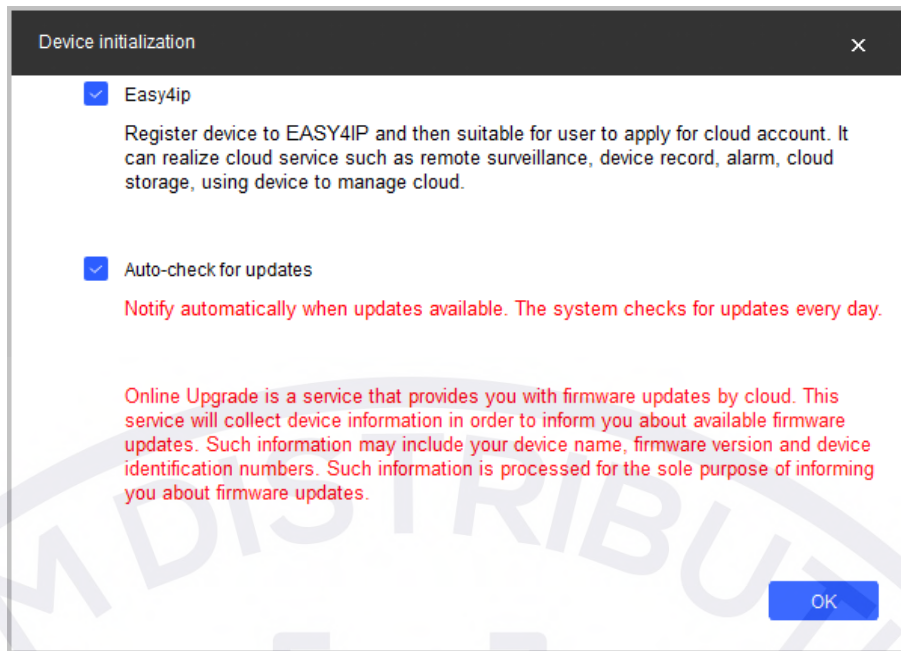 Device initialization
Easy4ip
Register device to EASY4IP and then suitable for user to apply for cloud account. It
can realize cloud service such as remote surveillance, device record, alarm, cloud
storage, using device to manage cloud.
Auto-check for updates
Notify automatically when updates available. The system checks for updates every day.
Online Upgrade is a service that provides you with firmware updates by cloud. This
service will collect device information in order to inform you about available firmware
updates. Such information may include your device name, firmware version and device
identification numbers. Such information is processed for the sole purpose of informing
you about firmware updates.
OK